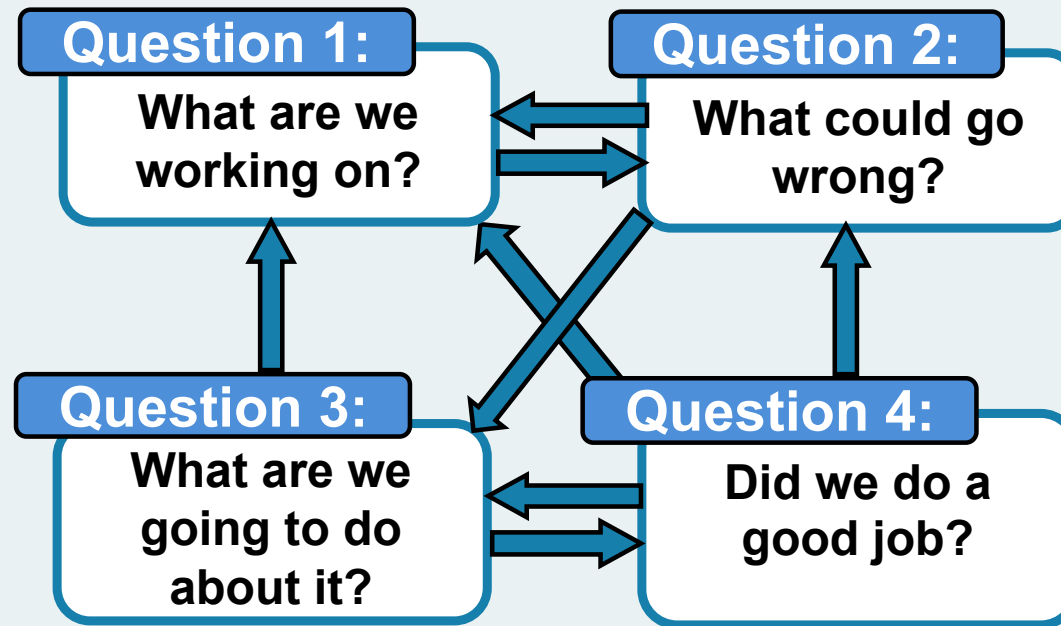 Question 1:
What are we
working on?
Question 2:
What could go
wrong?
Question 3:
What are we
going to do
about it?
Question 4:
Did we do a
good job?